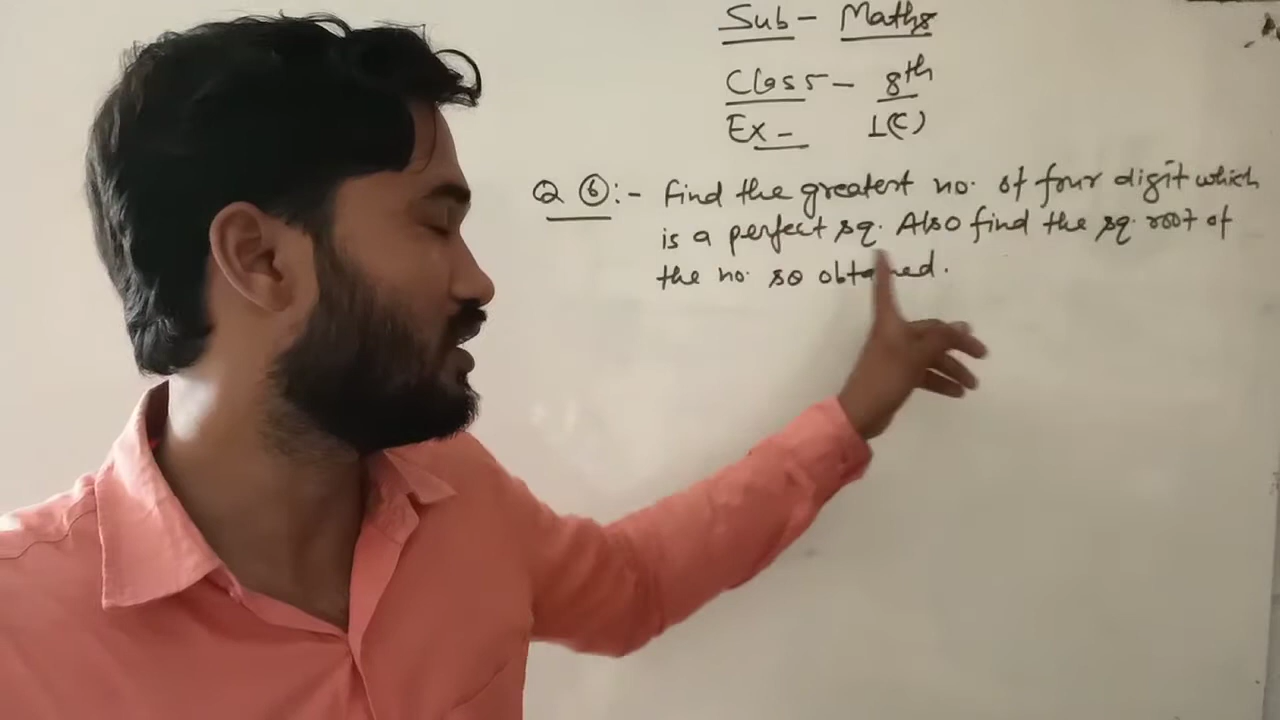 Sub - Maths
Class - 8th
Ex - 1(C)
Q ⑥:- Find the greatest no. of four digit which
is a perfect sq. Also find the sq. root of
the no. so obtained.